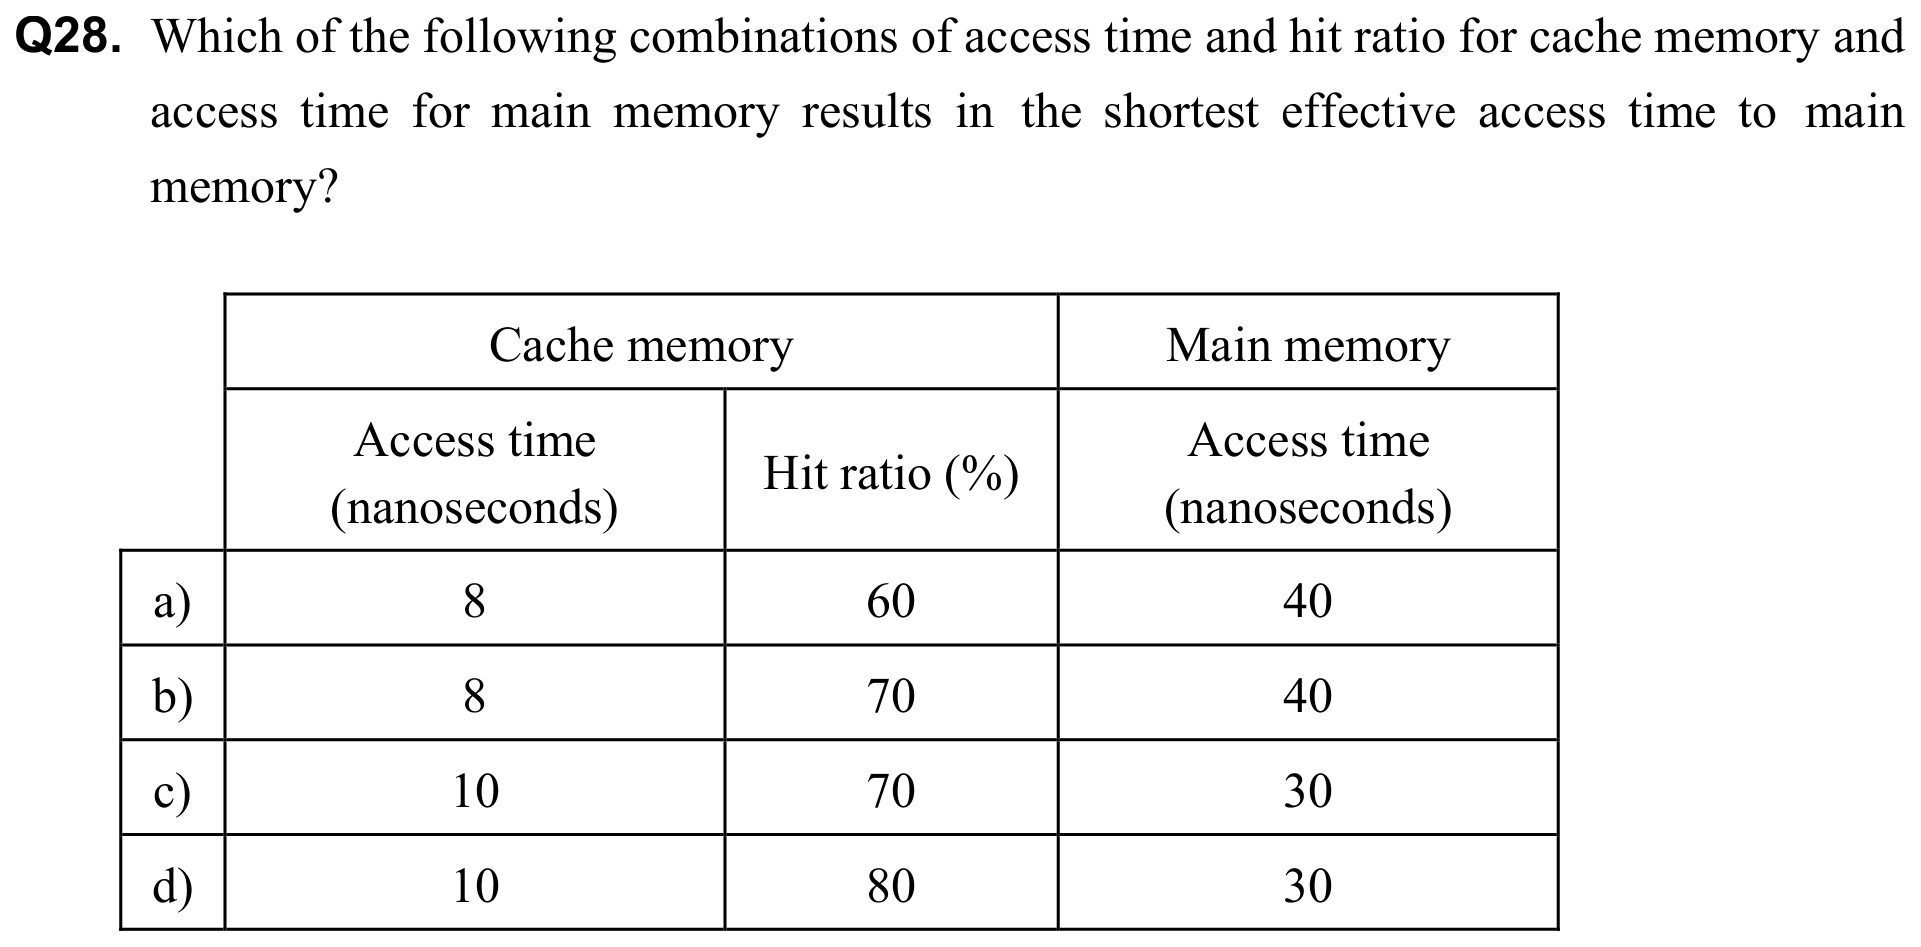 Q28. Which of the following combinations of access time and hit ratio for cache memory and
access time for main memory results in the shortest effective access time to main
memory?
Cache memory Main memory
Access time (nanoseconds) Hit ratio (%) Access time (nanoseconds)
a) 8 60 40
b) 8 70 40
c) 10 70 30
d) 10 80 30